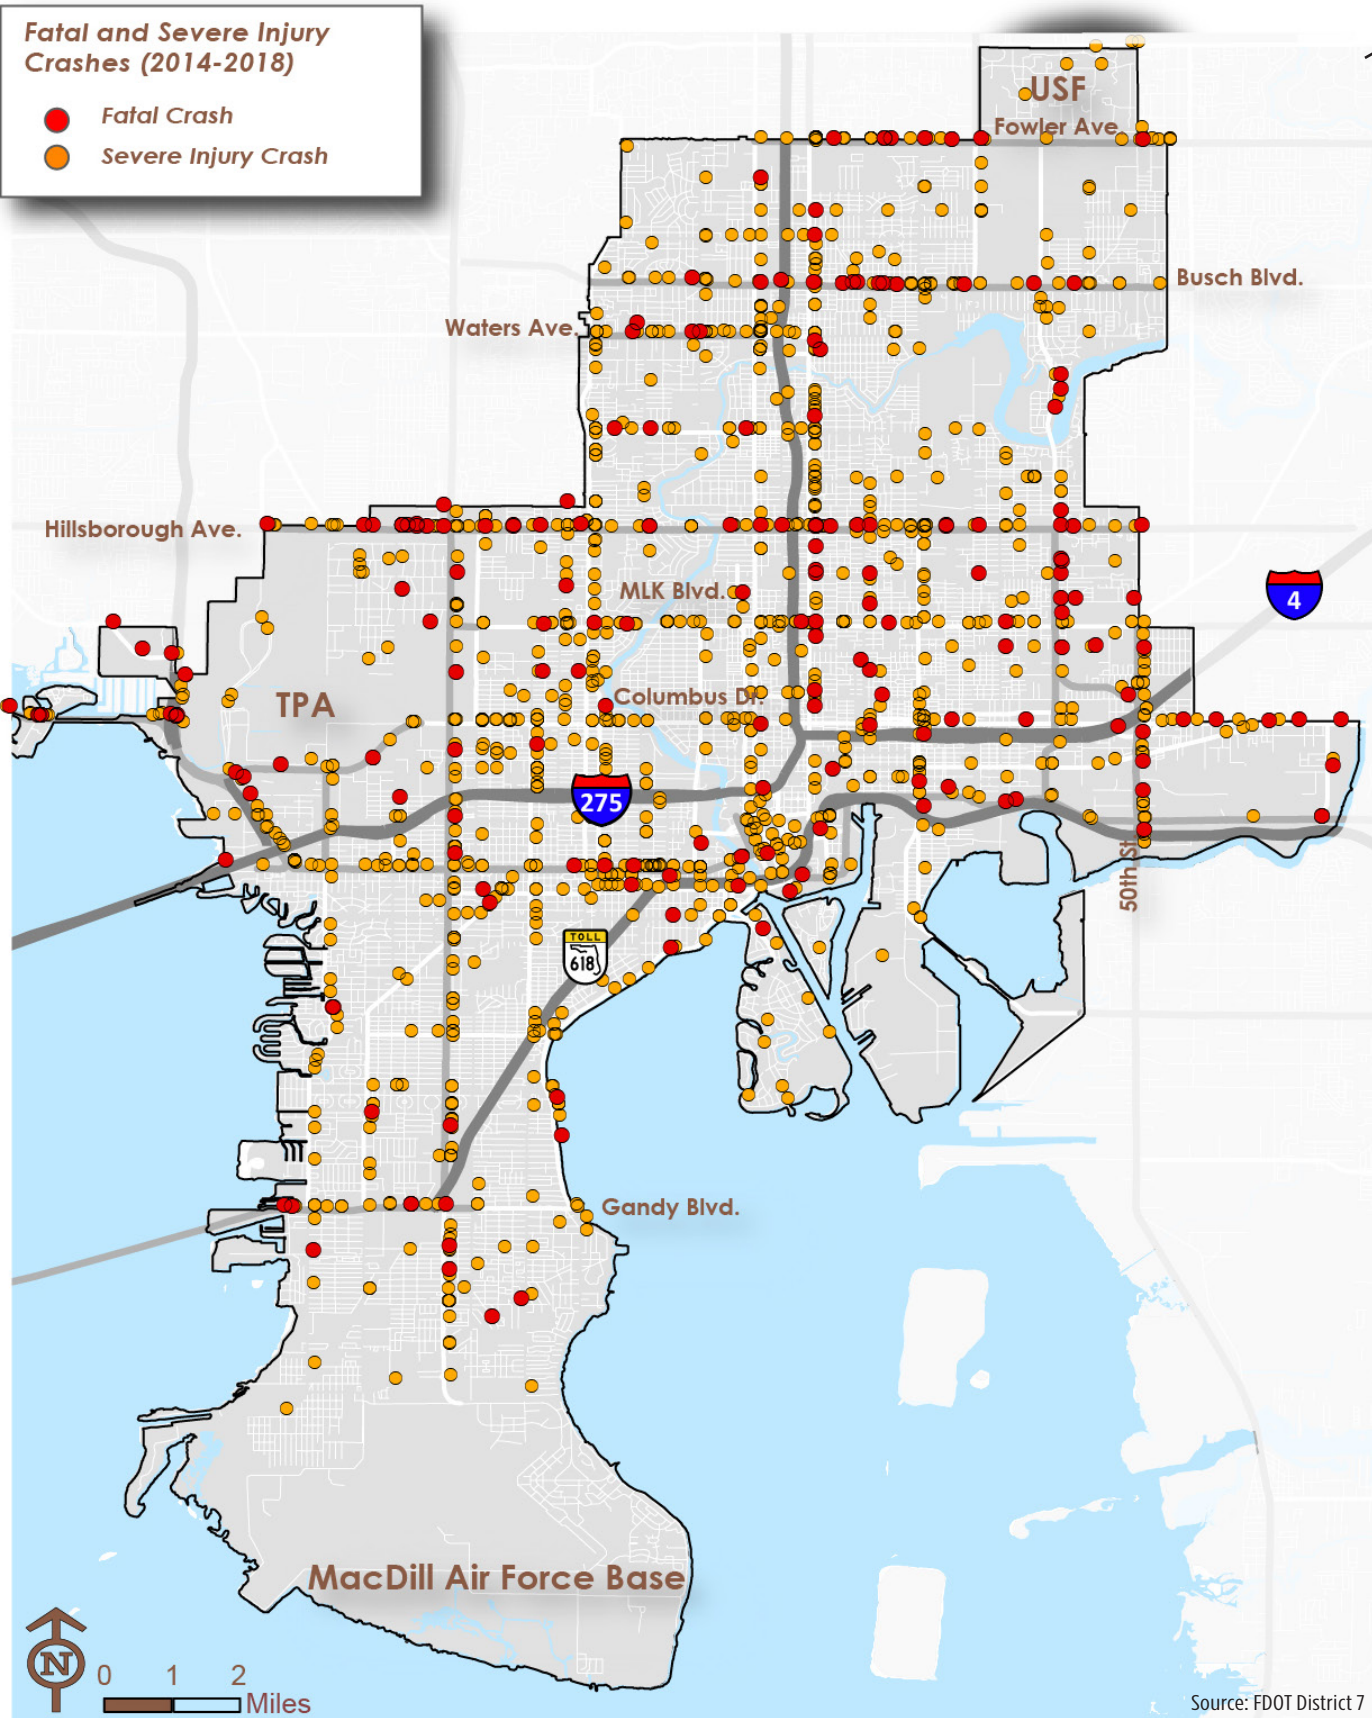 Fatal and Severe Injury
Crashes (2014-2018)
Fatal Crash
Severe Injury Crash
USF
Fowler Ave.
Busch Blvd.
Waters Ave.
Hillsborough Ave.
MLK Blvd.
4
Columbus Dr.
TPA
275
50th St.
TOLL
618
Gandy Blvd.
MacDill Air Force Base
N
0 1 2
Miles
Source: FDOT District 7